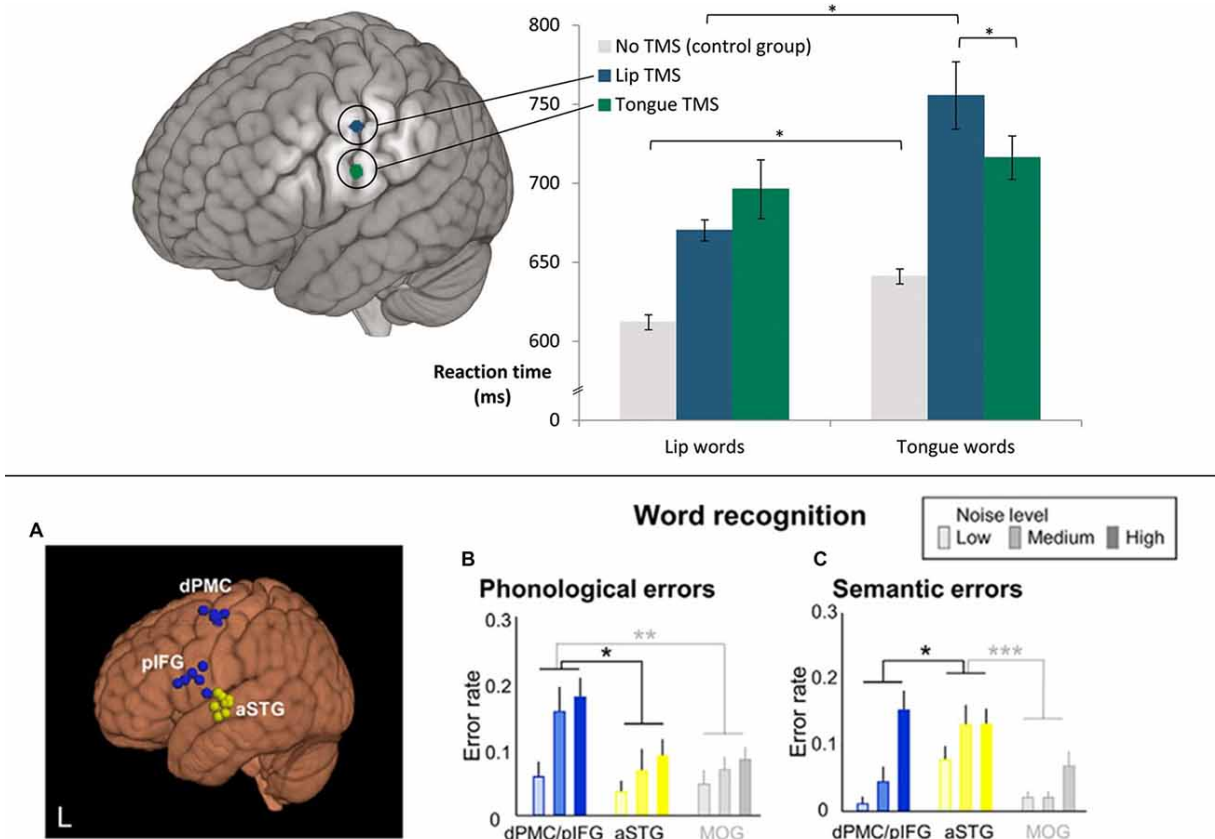 800
750
700
650
600
0
Reaction time
(ms)
No TMS (control group)
Lip TMS
Tongue TMS
*
*
*
Lip words
Tongue words
Word recognition
Noise level
Low Medium High
A
dPMC
pIFG
aSTG
L
B
Phonological errors
Error rate
0.3
0.2
0.1
0
*
**
dPMC/pIFG aSTG MOG
C
Semantic errors
Error rate
0.3
0.2
0.1
0
*
***
dPMC/pIFG aSTG MOG